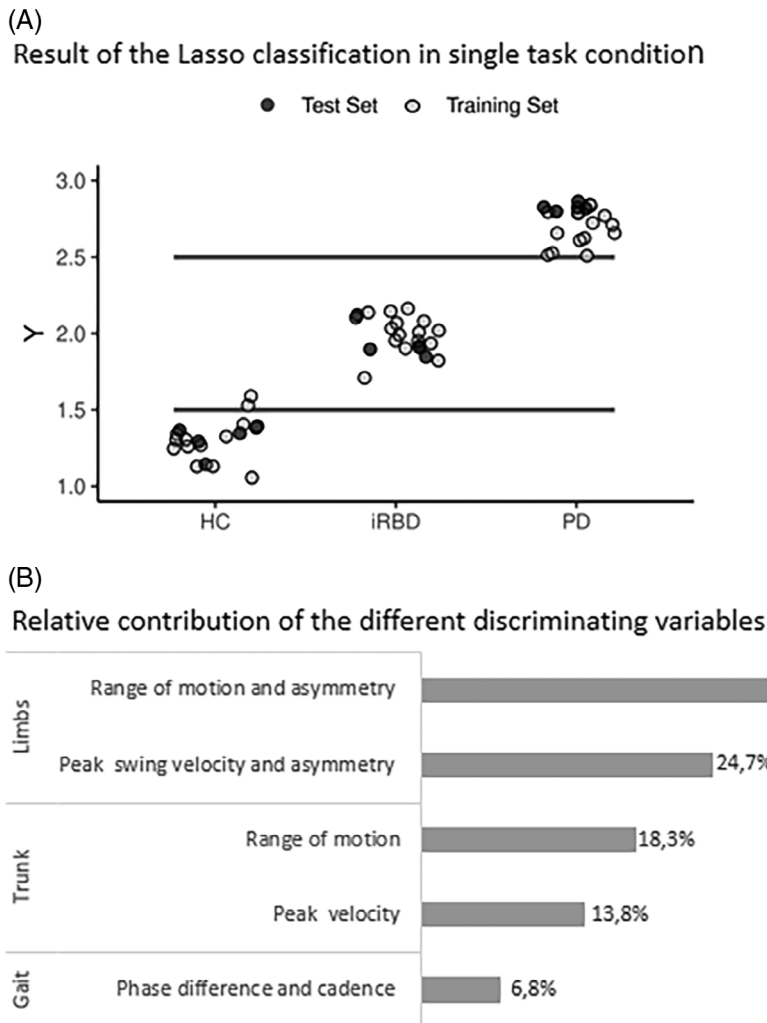 (A)
Result of the Lasso classification in single task condition
Test Set
Training Set
3.0
2.5
2.0
1.5
1.0
Y
HC
iRBD
PD
(B)
Relative contribution of the different discriminating variables
Limbs
Range of motion and asymmetry
Peak swing velocity and asymmetry
24,7%
Trunk
Range of motion
18,3%
Peak velocity
13,8%
Gait
Phase difference and cadence
6,8%